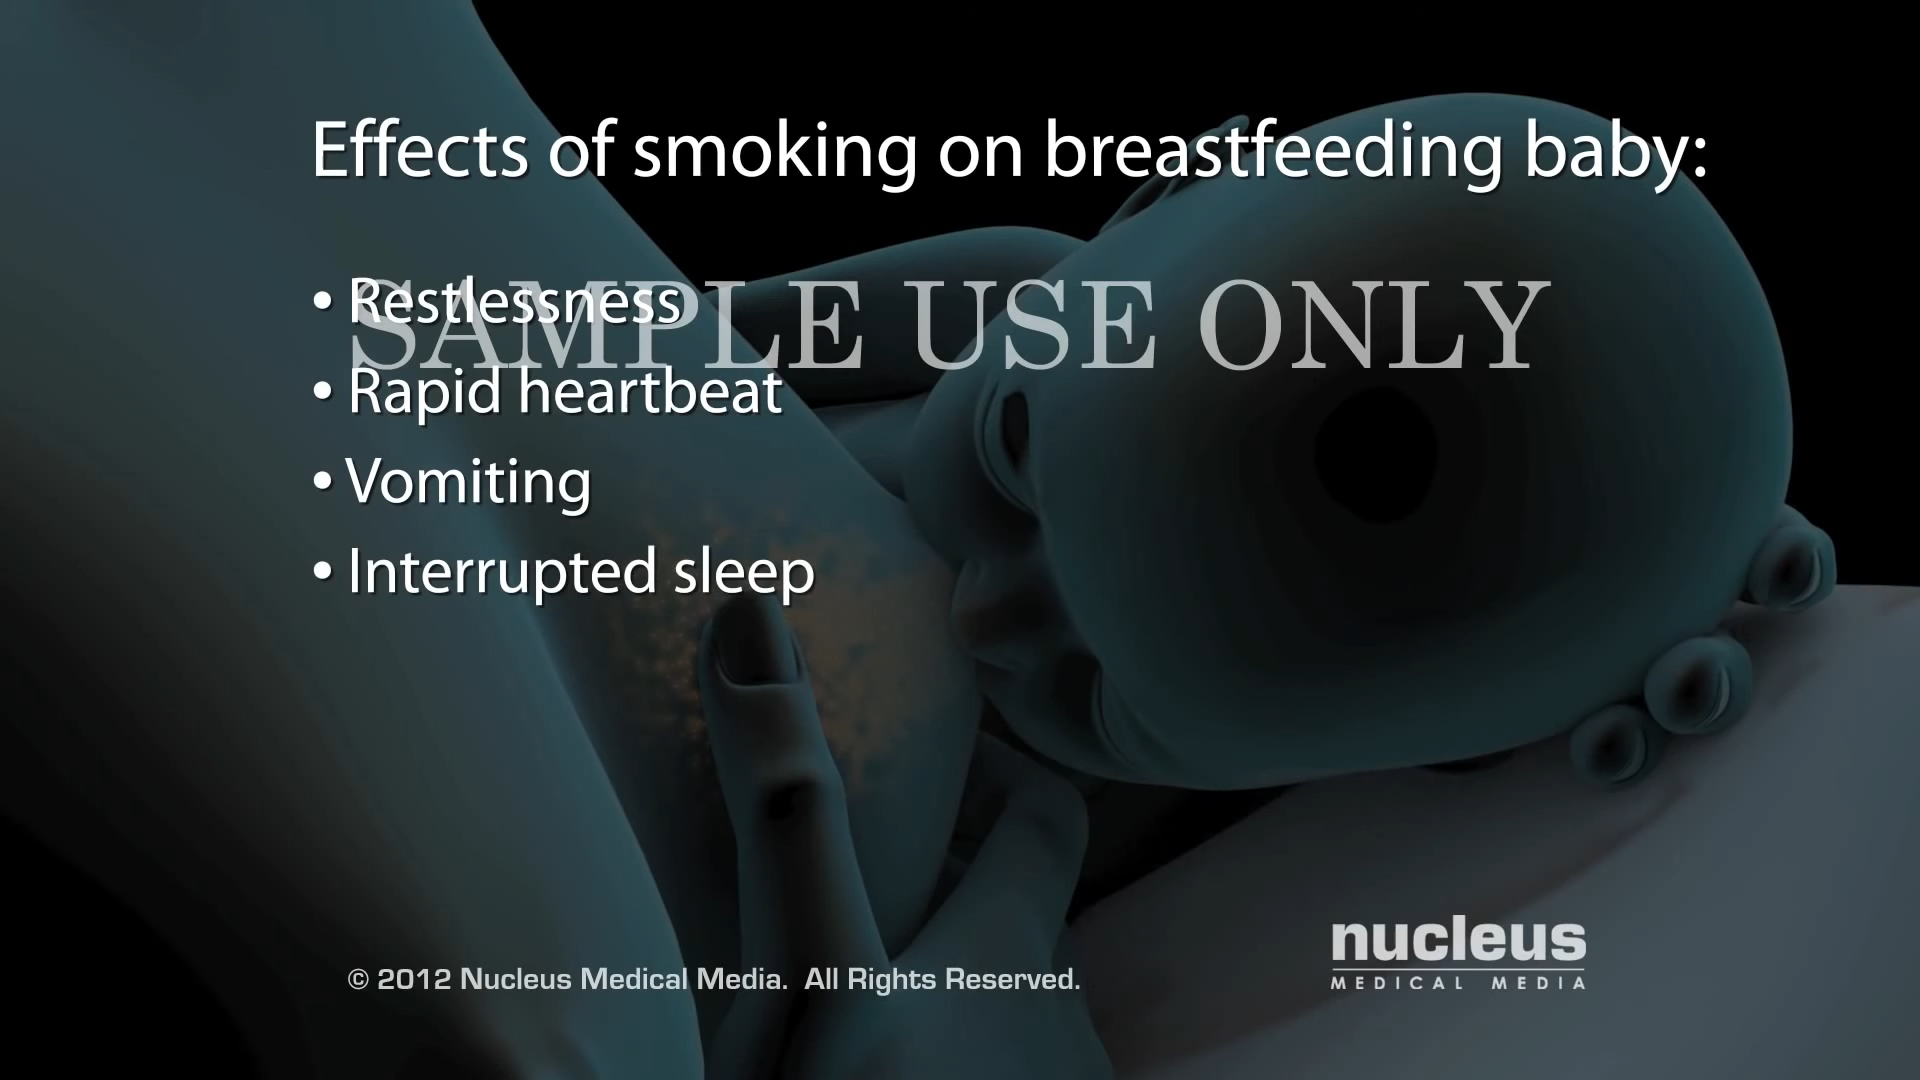 Effects of smoking on breastfeeding baby:
• Restlessness
SAMPLE USE ONLY
• Rapid heartbeat
• Vomiting
• Interrupted sleep
nucleus
MEDICAL MEDIA
© 2012 Nucleus Medical Media. All Rights Reserved.